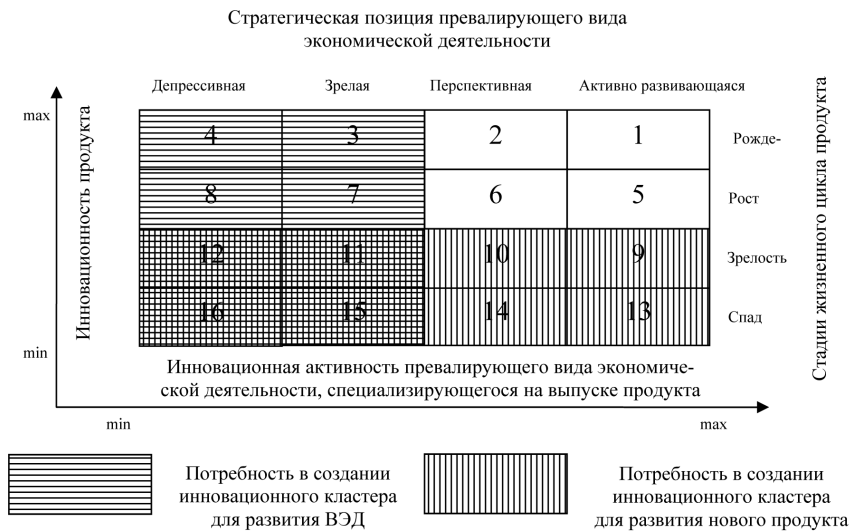 Стратегическая позиция превалирующего вида
экономической деятельности
Депрессивная Зрелая Перспективная Активно развивающаяся
max
Инновационность продукта
4 3 2 1 Рожде-
8 7 6 5 Рост
12 11 10 9 Зрелость
16 15 14 13 Спад
Стадии жизненного цикла продукта
min
Инновационная активность превалирующего вида экономиче-
ской деятельности, специализирующегося на выпуске продукта
min max
Потребность в создании
инновационного кластера
для развития ВЭД
Потребность в создании
инновационного кластера
для развития нового продукта